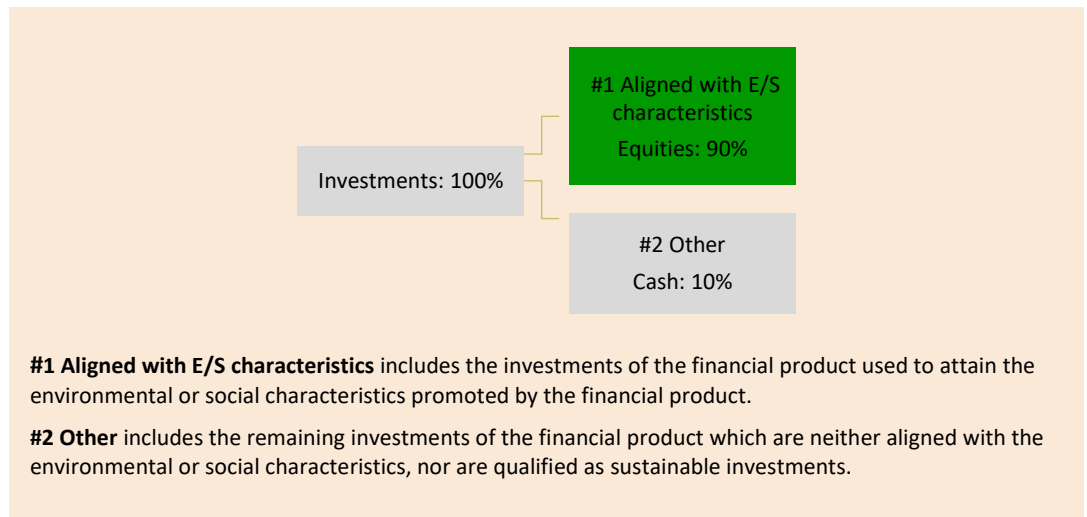 #1 Aligned with E/S
characteristics
Equities: 90%
Investments: 100%
#2 Other
Cash: 10%
#1 Aligned with E/S characteristics includes the investments of the financial product used to attain the
environmental or social characteristics promoted by the financial product.
#2 Other includes the remaining investments of the financial product which are neither aligned with the
environmental or social characteristics, nor are qualified as sustainable investments.